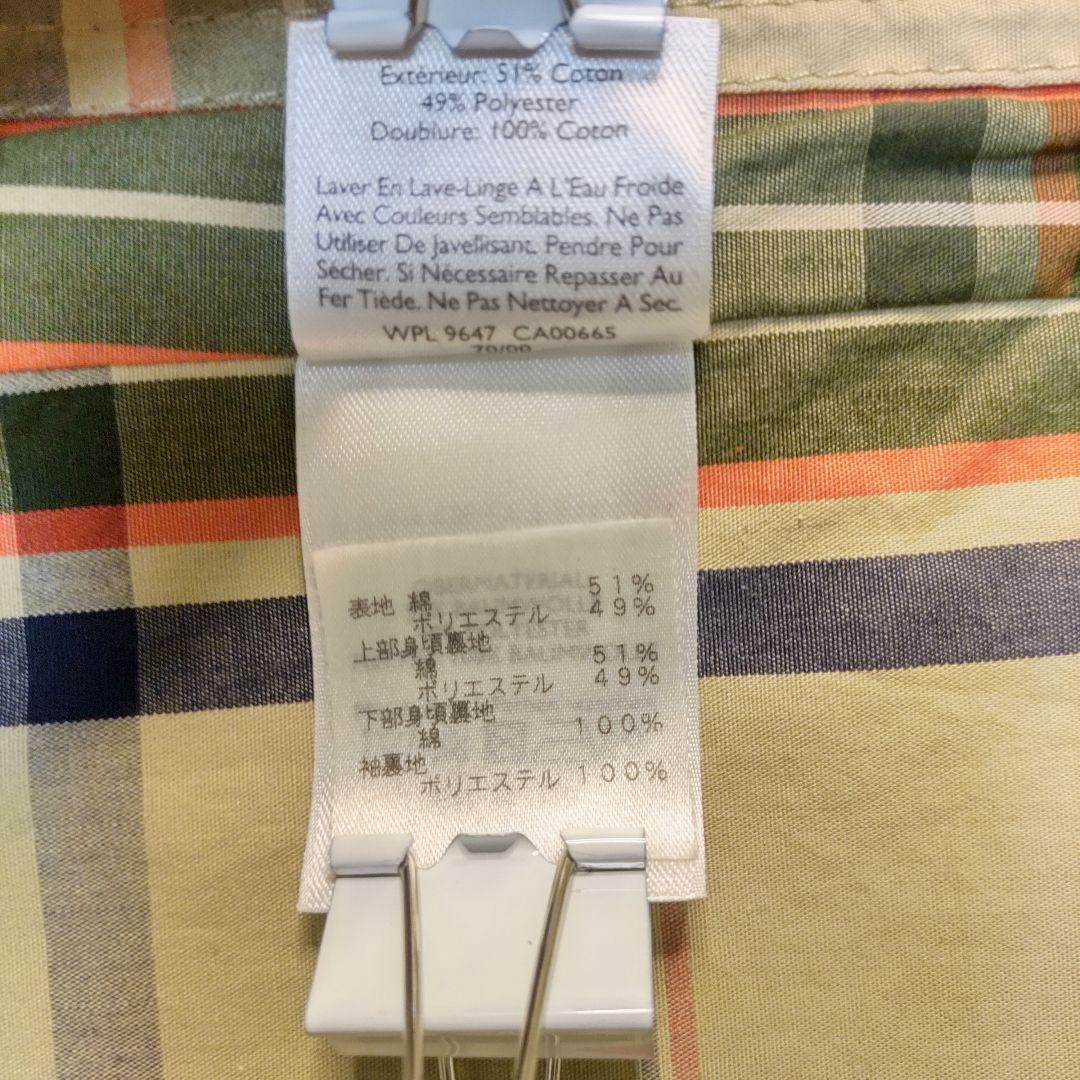 Extérieur: 51% Coton
49% Polyester
Doublure: 100% Coton
Laver En Lave-Linge A L'Eau Froide
Avec Couleurs Semblables. Ne Pas
Utiliser De Javellisant. Pendre Pour
Sécher. Si Nécessaire Repasser Au
Fer Tiède. Ne Pas Nettoyer A Sec.
WPL 9647 CA00665
表地 綿 51%
ポリエステル 49%
上部身頃裏地
綿 51%
ポリエステル 49%
下部身頃裏地
綿 100%
袖裏地
ポリエステル 100%